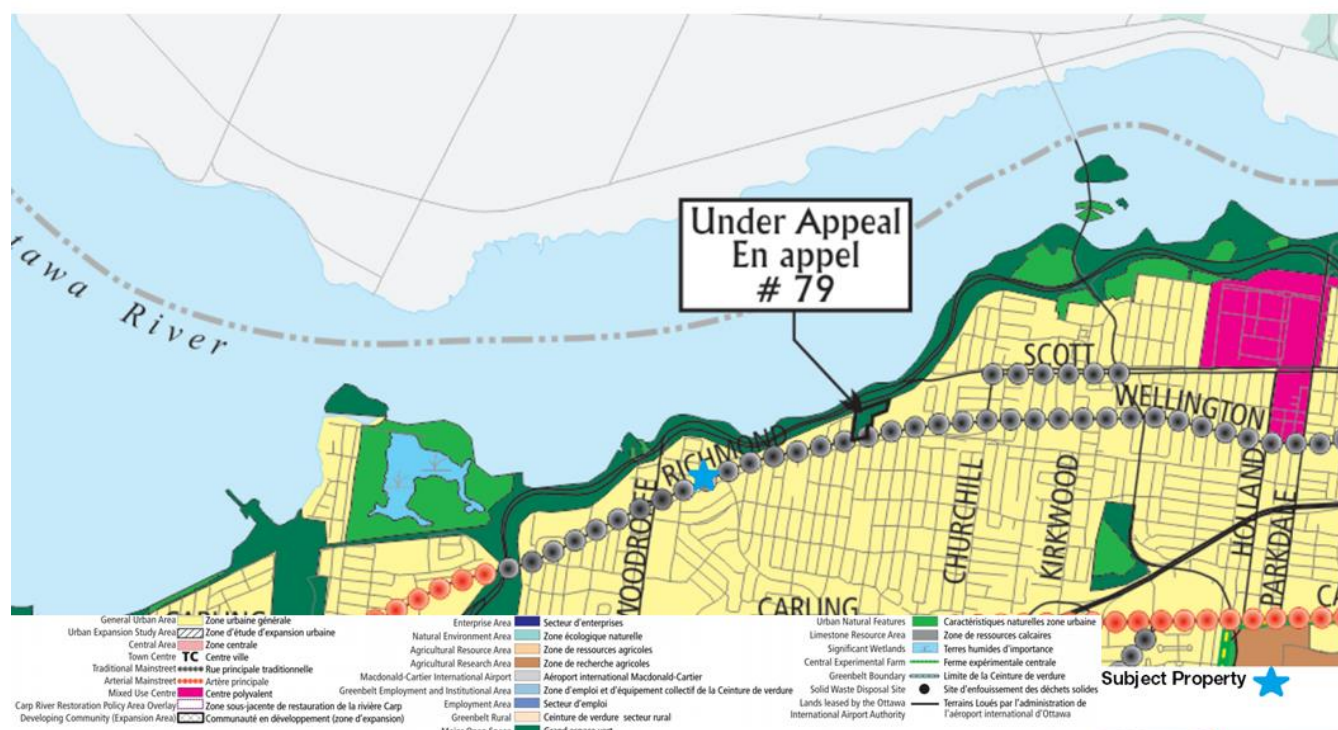 Under Appeal
En appel
# 79
tawa River
SCOTT
WELLINGTON
RICHMOND
WOODROFFE
CHURCHILL
KIRKWOOD
HOLLAND
PARKDALE
CARLING
CARLING
CA
General Urban Area Zone urbaine générale
Urban Expansion Study Area Zone d'étude d'expansion urbaine
Central Area Zone centrale
Town Centre TC Centre ville
Traditional Mainstreet Rue principale traditionnelle
Arterial Mainstreet Artère principale
Mixed Use Centre Centre polyvalent
Carp River Restoration Policy Area Overlay Zone sous-jacente de restauration de la rivière Carp
Developing Community (Expansion Area) Communauté en développement (zone d'expansion)
Enterprise Area Secteur d'entreprises
Natural Environment Area Zone écologique naturelle
Agricultural Resource Area Zone de ressources agricoles
Agricultural Research Area Zone de recherche agricoles
Macdonald-Cartier International Airport Aéroport international Macdonald-Cartier
Greenbelt Employment and Institutional Area Zone d'emploi et d'équipement collectif de la Ceinture de verdure
Employment Area Secteur d'emploi
Greenbelt Rural Ceinture de verdure secteur rural
Major Open Space Grand espace vert
Urban Natural Features Caractéristiques naturelles zone urbaine
Limestone Resource Area Zone de ressources calcaires
Significant Wetlands Terres humides d'importance
Central Experimental Farm Ferme expérimentale centrale
Greenbelt Boundary Limite de la Ceinture de verdure
Solid Waste Disposal Site Site d'enfouissement des déchets solides
Lands leased by the Ottawa Terrains Loués par l'administration de
International Airport Authority l'aéroport international d'Ottawa
Subject Property